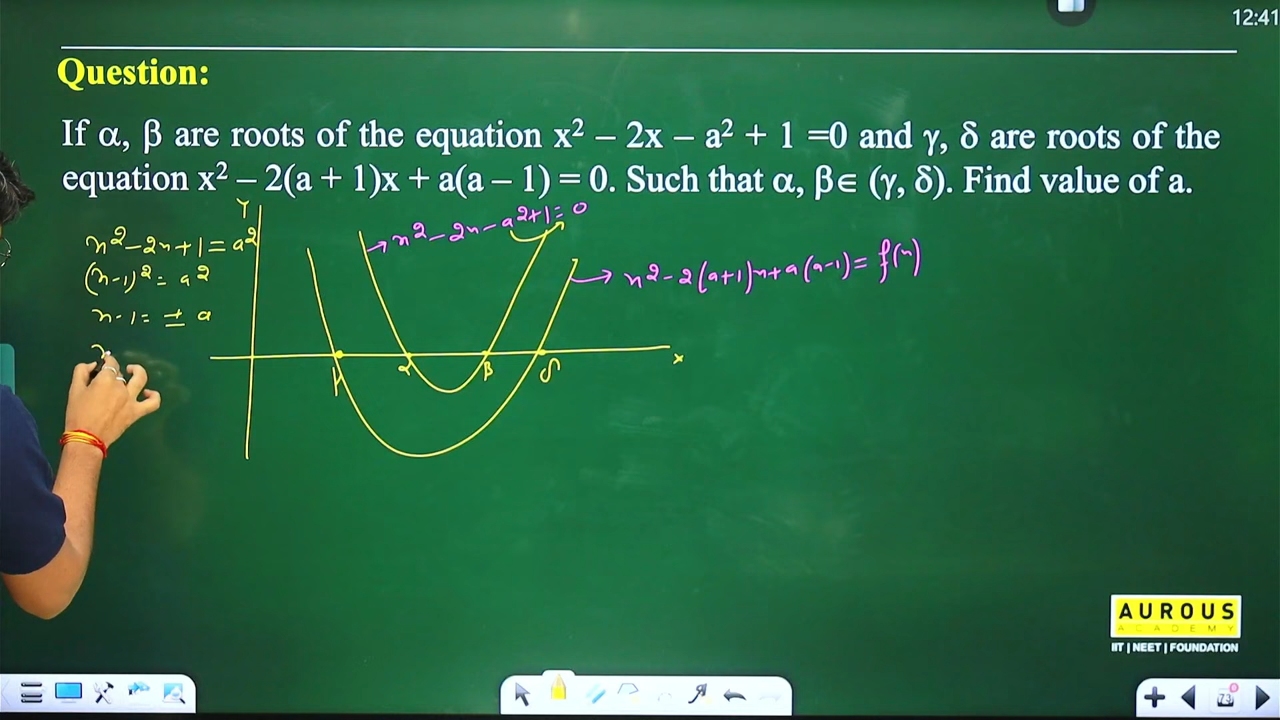 12:41
Question:
If α, β are roots of the equation x² – 2x – a² + 1 =0 and γ, δ are roots of the
equation x² – 2(a + 1)x + a(a – 1) = 0. Such that α, β∈ (γ, δ). Find value of a.
Y
x²-2x-a²+1=0
x²-2x+1=a²
x²-2(a+1)x+a(a-1)=f(x)
(x-1)²=a²
x-1=±a
x
α
β
δ
AUROUS
ACADEMY
IIT | NEET | FOUNDATION
73